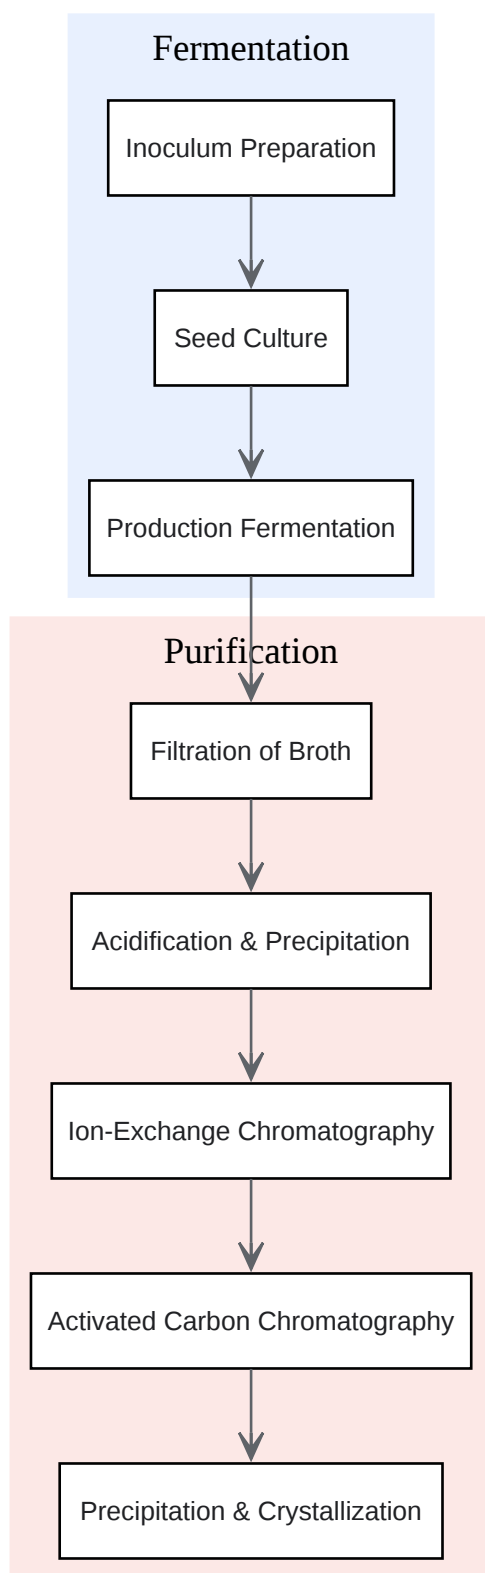 Fermentation
Inoculum Preparation
Seed Culture
Production Fermentation
Purification
Filtration of Broth
Acidification & Precipitation
Ion-Exchange Chromatography
Activated Carbon Chromatography
Precipitation & Crystallization